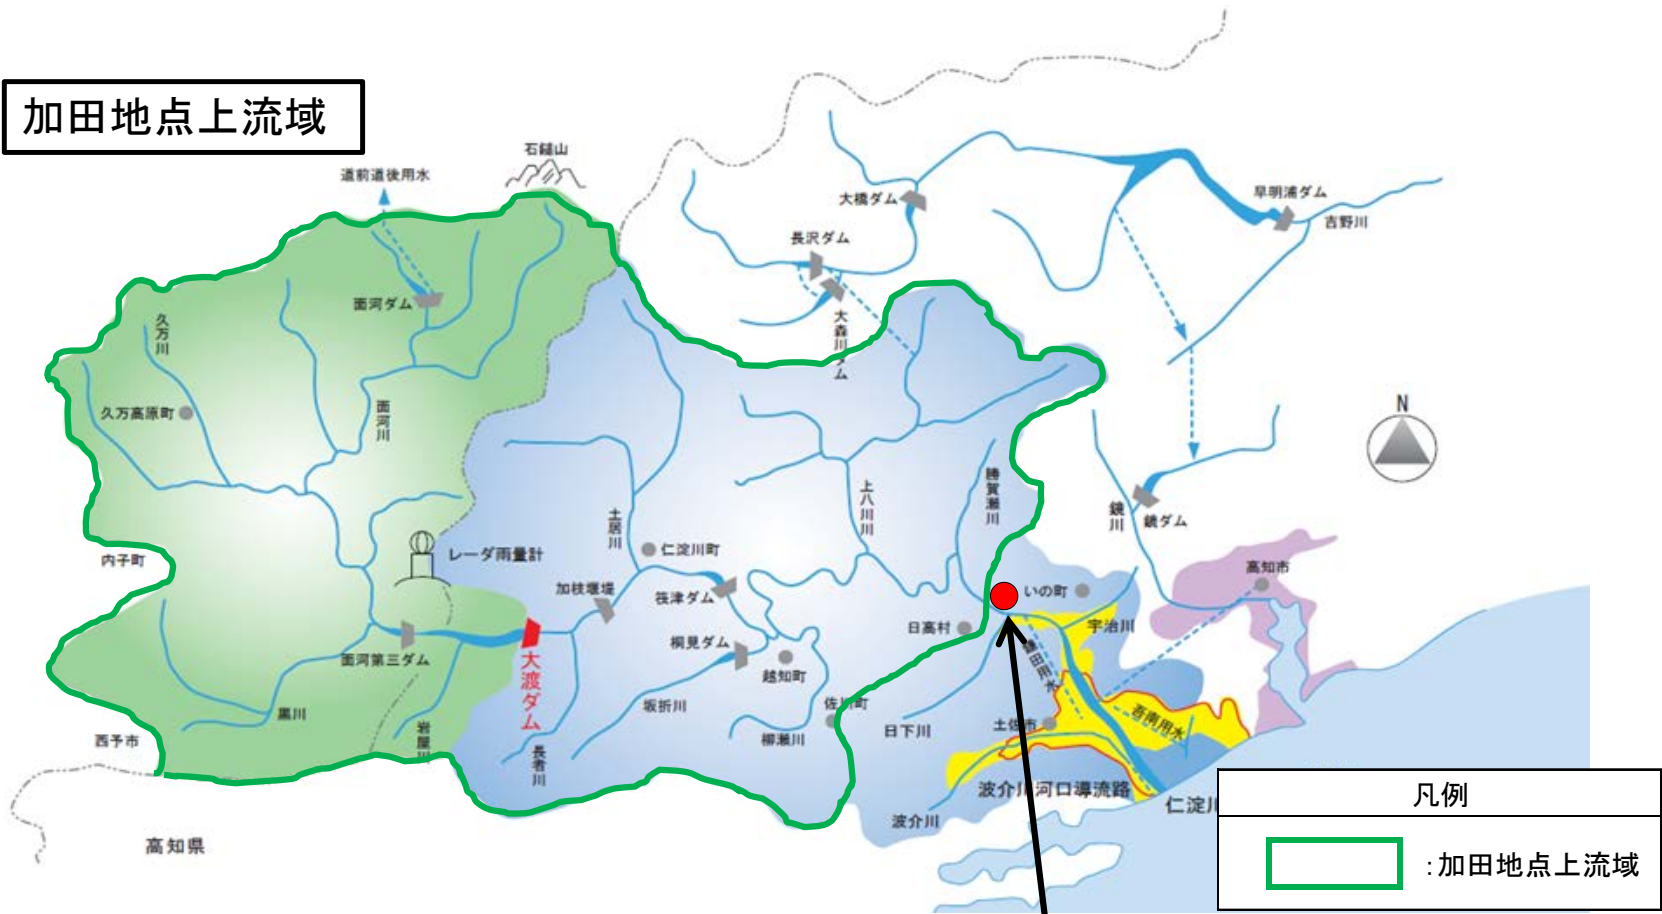 加田地点上流域
石鎚山
道前道後用水
大橋ダム
早明浦ダム
吉野川
長沢ダム
面河ダム
大森川ダム
久万川
久万高原町
面河川
N
勝賀瀬川
上八川川
土居川
鏡川
鏡ダム
仁淀川町
レーダ雨量計
内子町
高知市
加枝堰堤
筏津ダム
いの町
日高村
宇治川
桐見ダム
面河第三ダム
大渡ダム
越知町
鎌田用水
佐川町
坂折川
黒川
土佐市
吾南用水
日下川
柳瀬川
西予市
岩屋川
長者川
波介川河口導流路
仁淀川
波介川
高知県
凡例
:加田地点上流域